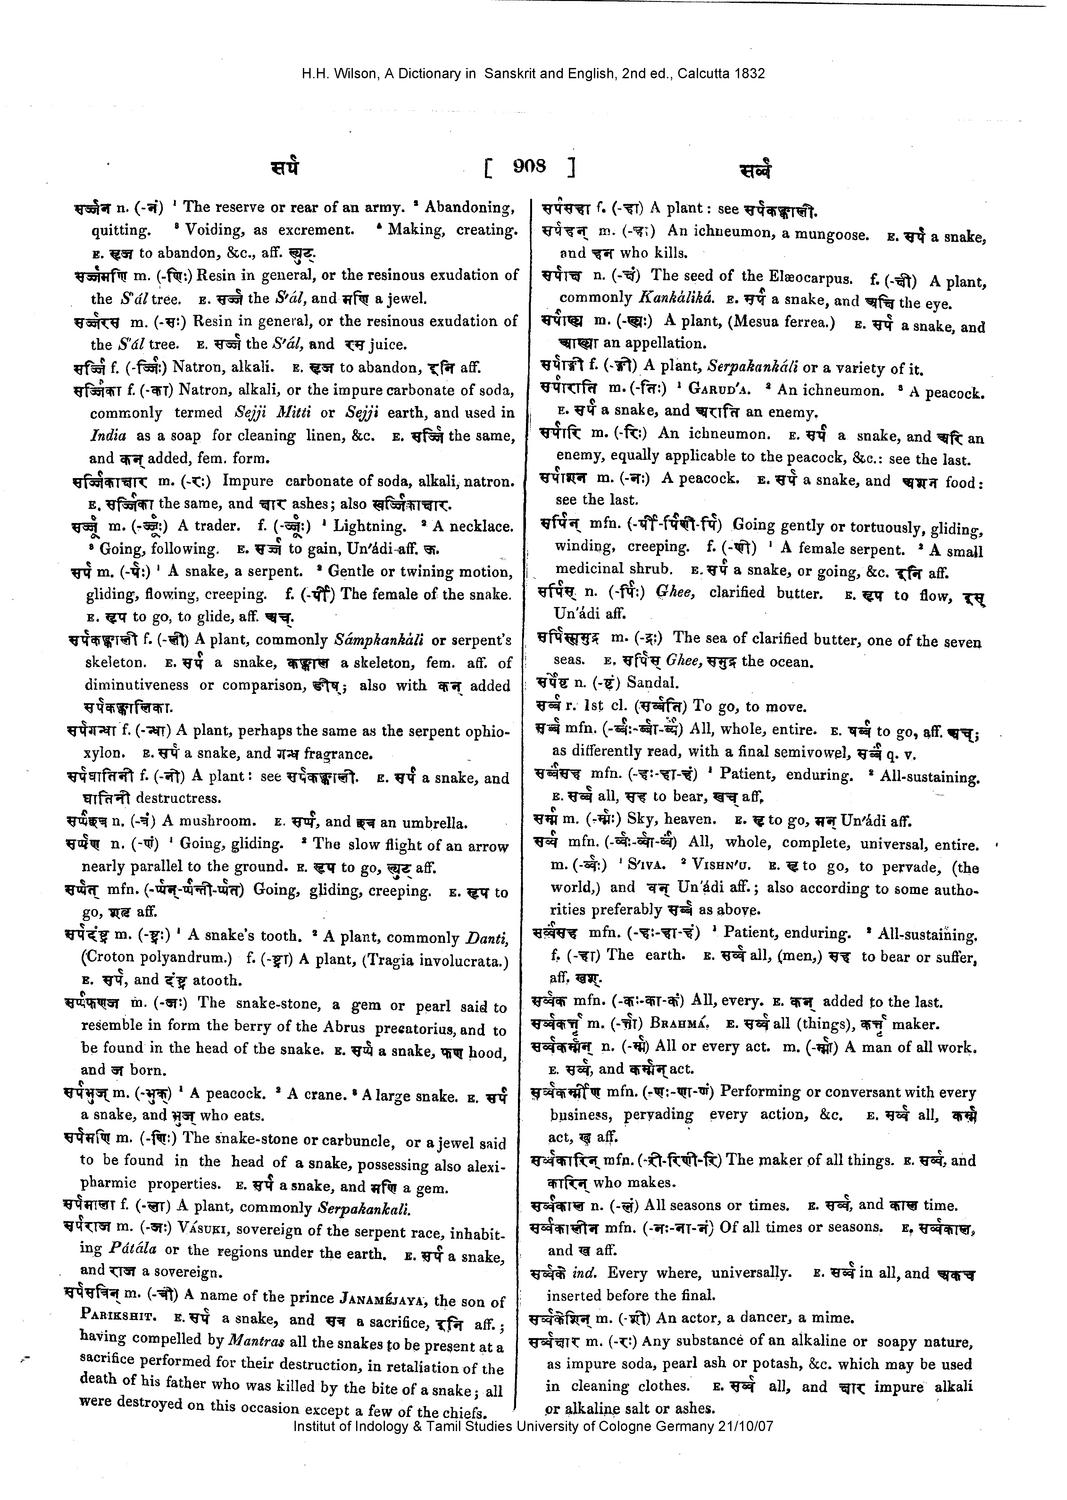 H.H. Wilson, A Dictionary in Sanskrit and English, 2nd ed., Calcutta 1832
सर्प
[ 908 ]
सर्व्व
सर्ज्जन n. (-नं) ¹ The reserve or rear of an army. ² Abandoning,
quitting. ³ Voiding, as excrement. ⁴ Making, creating.
E. सृज to abandon, &c., aff. ल्युट्.
सर्ज्जमणि m. (-णिः) Resin in general, or the resinous exudation of
the S'ál tree. E. सर्ज्ज the S'ál, and मणि a jewel.
सर्ज्जरस m. (-सः) Resin in general, or the resinous exudation of
the S'ál tree. E. सर्ज्ज the S'ál, and रस juice.
सर्ज्जि f. (-र्ज्जिः) Natron, alkali. E. सृज to abandon, इनि aff.
सर्ज्जिका f. (-का) Natron, alkali, or the impure carbonate of soda,
commonly termed Sejji Mitti or Sejji earth, and used in
India as a soap for cleaning linen, &c. E. सर्ज्जि the same,
and कन् added, fem. form.
सर्ज्जिकाक्षार m. (-रः) Impure carbonate of soda, alkali, natron.
E. सर्ज्जिका the same, and क्षार ashes; also स्वर्ज्जिकाक्षार.
सर्ज्जू m. (-र्ज्जूः) A trader. f. (-र्ज्जूः) ¹ Lightning. ² A necklace.
³ Going, following. E. सर्ज्ज to gain, Un'ádi aff. ऊ.
सर्प m. (-र्पः) ¹ A snake, a serpent. ² Gentle or twining motion,
gliding, flowing, creeping. f. (-र्पी) The female of the snake.
E. सृप to go, to glide, aff. अच्.
सर्पकङ्काली f. (-ली) A plant, commonly Sámpkankáli or serpent's
skeleton. E. सर्प a snake, कङ्काल a skeleton, fem. aff. of
diminutiveness or comparison, ङीष्; also with कन् added
सर्पकङ्कालिका.
सर्पगन्धा f. (-न्धा) A plant, perhaps the same as the serpent ophio-
xylon. E. सर्प a snake, and गन्ध fragrance.
सर्पघातिनी f. (-नी) A plant: see सर्पकङ्काली. E. सर्प a snake, and
घातिनी destructress.
सर्पछत्र n. (-त्रं) A mushroom. E. सर्प, and छत्र an umbrella.
सर्पण n. (-णं) ¹ Going, gliding. ² The slow flight of an arrow
nearly parallel to the ground. E. सृप to go, ल्युट aff.
सर्पत् mfn. (-र्पन्-र्पन्ती-र्पत) Going, gliding, creeping. E. सृप to
go, शतृ aff.
सर्पदंष्ट्र m. (-ष्ट्रः) ¹ A snake's tooth. ² A plant, commonly Danti,
(Croton polyandrum.) f. (-ष्ट्रा) A plant, (Tragia involucrata.)
E. सर्प, and दंष्ट्र atooth.
सर्पफणज m. (-जः) The snake-stone, a gem or pearl said to
resemble in form the berry of the Abrus precatorius, and to
be found in the head of the snake. E. सर्प a snake, फण hood,
and ज born.
सर्पभुज् m. (-भुक्) ¹ A peacock. ² A crane. ³ A large snake. E. सर्प
a snake, and भुज् who eats.
सर्पमणि m. (-णिः) The snake-stone or carbuncle, or a jewel said
to be found in the head of a snake, possessing also alexi-
pharmic properties. E. सर्प a snake, and मणि a gem.
सर्पमाला f. (-ला) A plant, commonly Serpakankali.
सर्पराज m. (-जः) VÁSUKI, sovereign of the serpent race, inhabit-
ing Pátála or the regions under the earth. E. सर्प a snake,
and राज a sovereign.
सर्पसत्रिन् m. (-त्री) A name of the prince JANAMÉJAYA, the son of
PARIKSHIT. E. सर्प a snake, and सत्र a sacrifice, इनि aff.;
having compelled by Mantras all the snakes to be present at a
sacrifice performed for their destruction, in retaliation of the
death of his father who was killed by the bite of a snake; all
were destroyed on this occasion except a few of the chiefs.
सर्पसहा f. (-हा) A plant: see सर्पकङ्काली.
सर्पहन् m. (-हा) An ichneumon, a mungoose. E. सर्प a snake,
and हन who kills.
सर्पाक्ष n. (-क्षं) The seed of the Elæocarpus. f. (-क्षी) A plant,
commonly Kankáliká. E. सर्प a snake, and अक्षि the eye.
सर्पाख्य m. (-ख्यः) A plant, (Mesua ferrea.) E. सर्प a snake, and
आख्या an appellation.
सर्पाङ्गी f. (-ङ्गी) A plant, Serpakankáli or a variety of it.
सर्पाराति m. (-तिः) ¹ GARUD'A. ² An ichneumon. ³ A peacock.
E. सर्प a snake, and अराति an enemy.
सर्पारि m. (-रिः) An ichneumon. E. सर्प a snake, and अरि an
enemy, equally applicable to the peacock, &c.: see the last.
सर्पाशन m. (-नः) A peacock. E. सर्प a snake, and अशन food:
see the last.
सर्पिन् mfn. (-र्पी-र्पिणी-र्पि) Going gently or tortuously, gliding,
winding, creeping. f. (-णी) ¹ A female serpent. ² A small
medicinal shrub. E. सर्प a snake, or going, &c. इनि aff.
सर्पिस् n. (-र्पिः) Ghee, clarified butter. E. सृप to flow, इस्
Un'ádi aff.
सर्पिःसमुद्र m. (-द्रः) The sea of clarified butter, one of the seven
seas. E. सर्पिस् Ghee, समुद्र the ocean.
सर्पेष्ट n. (-ष्टं) Sandal.
सर्ब्ब r. 1st cl. (सर्ब्बति) To go, to move.
सर्ब्ब mfn. (-र्ब्बः-र्ब्बा-र्ब्बं) All, whole, entire. E. षर्ब्ब to go, aff. अच्;
as differently read, with a final semivowel, सर्व्व q. v.
सर्ब्बंसह mfn. (-हः-हा-हं) ¹ Patient, enduring. ² All-sustaining.
E. सर्ब्ब all, सह to bear, खच् aff.
सर्म्म m. (-र्म्मः) Sky, heaven. E. सृ to go, मन् Un'ádi aff.
सर्व्व mfn. (-र्व्वः-र्व्वा-र्व्वं) All, whole, complete, universal, entire.
m. (-र्व्वः) ¹ S'IVA. ² VISHN'U. E. सृ to go, to pervade, (the
world,) and वन् Un'ádi aff.; also according to some autho-
rities preferably सर्ब्ब as above.
सर्व्वंसह mfn. (-हः-हा-हं) ¹ Patient, enduring. ² All-sustaining.
f. (-हा) The earth. E. सर्व्व all, (men,) सह to bear or suffer,
aff. खश्.
सर्व्वक mfn. (-कः-का-कं) All, every. E. कन् added to the last.
सर्व्वकर्त्तृ m. (-र्त्ता) BRAHMÁ. E. सर्व्व all (things), कर्त्तृ maker.
सर्व्वकर्म्मन् n. (-र्म्म) All or every act. m. (-र्म्मा) A man of all work.
E. सर्व्व, and कर्म्मन् act.
सर्व्वकर्म्मीण mfn. (-णः-णा-णं) Performing or conversant with every
business, pervading every action, &c. E. सर्व्व all, कर्म्म
act, ख aff.
सर्व्वकारिन् mfn. (-री-रिणी-रि) The maker of all things. E. सर्व्व, and
कारिन् who makes.
सर्व्वकाल n. (-लं) All seasons or times. E. सर्व्व, and काल time.
सर्व्वकालीन mfn. (-नः-ना-नं) Of all times or seasons. E. सर्व्वकाल,
and ख aff.
सर्व्वके ind. Every where, universally. E. सर्व्व in all, and अकच
inserted before the final.
सर्व्वकेशिन् m. (-शी) An actor, a dancer, a mime.
सर्व्वक्षार m. (-रः) Any substance of an alkaline or soapy nature,
as impure soda, pearl ash or potash, &c. which may be used
in cleaning clothes. E. सर्व्व all, and क्षार impure alkali
or alkaline salt or ashes.
Institut of Indology & Tamil Studies University of Cologne Germany 21/10/07